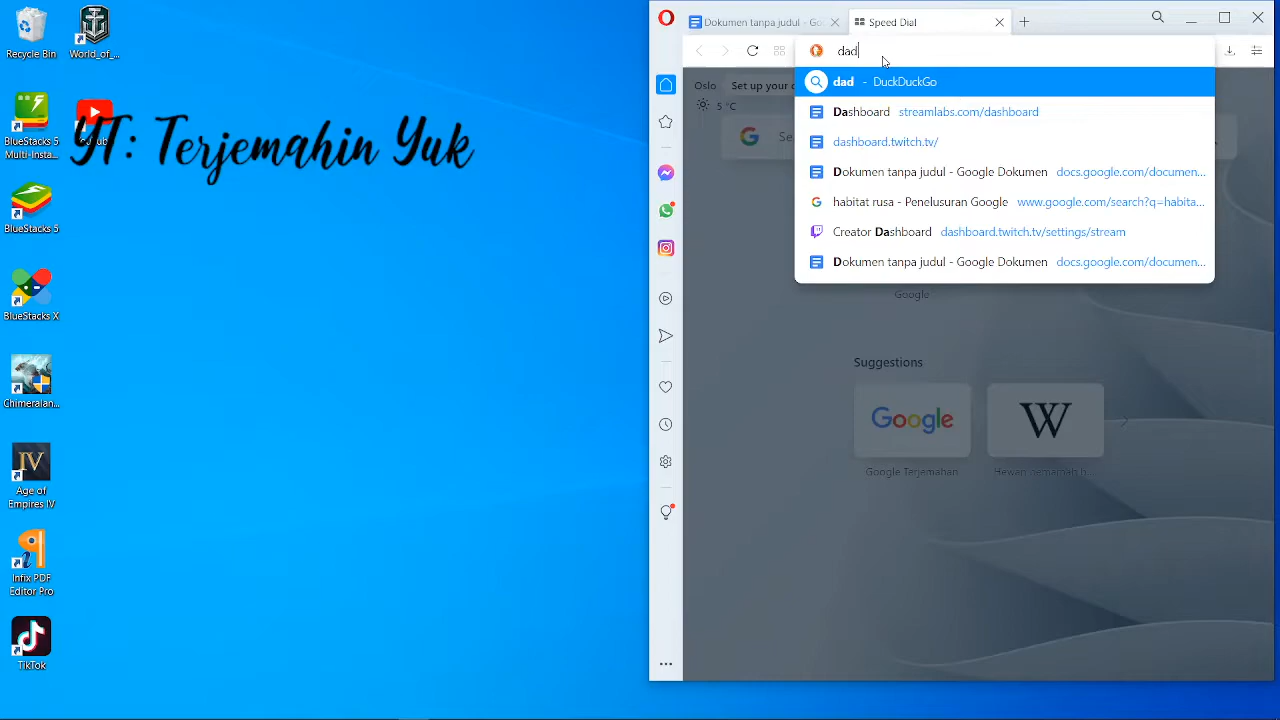 Recycle Bin
World_of_...
BlueStacks 5 Multi-Insta...
YT: Terjemahin Yuk
BlueStacks 5
BlueStacks X
Chimeralan...
IV
Age of Empires IV
Infix PDF Editor Pro
TikTok
Dokumen tanpa judul - Go
Speed Dial
dad
dad - DuckDuckGo
Dashboard streamlabs.com/dashboard
dashboard.twitch.tv/
Dokumen tanpa judul - Google Dokumen docs.google.com/documen...
habitat rusa - Penelusuran Google www.google.com/search?q=habita...
Creator Dashboard dashboard.twitch.tv/settings/stream
Dokumen tanpa judul - Google Dokumen docs.google.com/documen...
Oslo
Set up your
5 °C
G Se
Google
Suggestions
Google
W
Google Terjemahan
Hewan pemamah b...